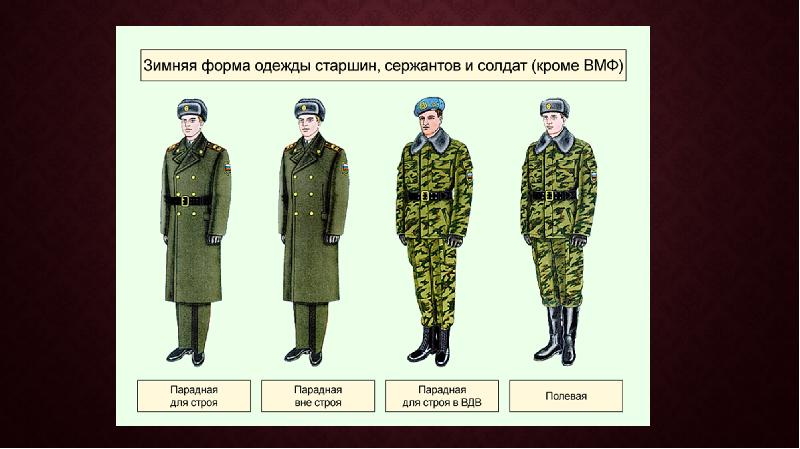 Зимняя форма одежды старшин, сержантов и солдат (кроме ВМФ)
Парадная
для строя
Парадная
вне строя
Парадная
для строя в ВДВ
Полевая